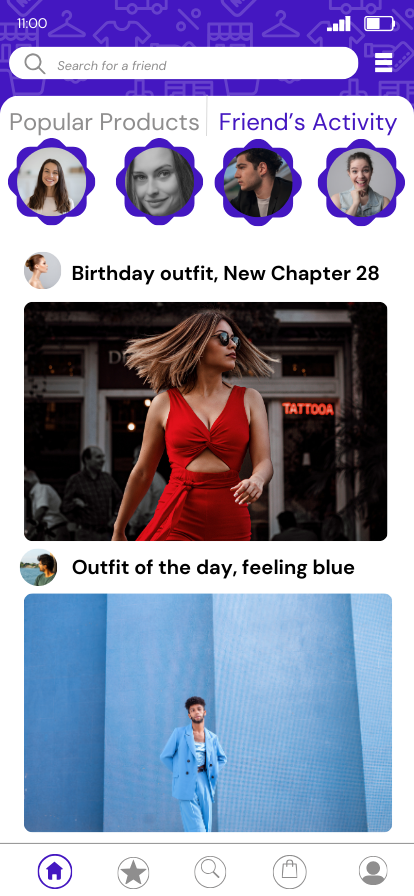 11:00
Search for a friend
Popular Products
Friend's Activity
Birthday outfit, New Chapter 28
TATTOOA
Outfit of the day, feeling blue